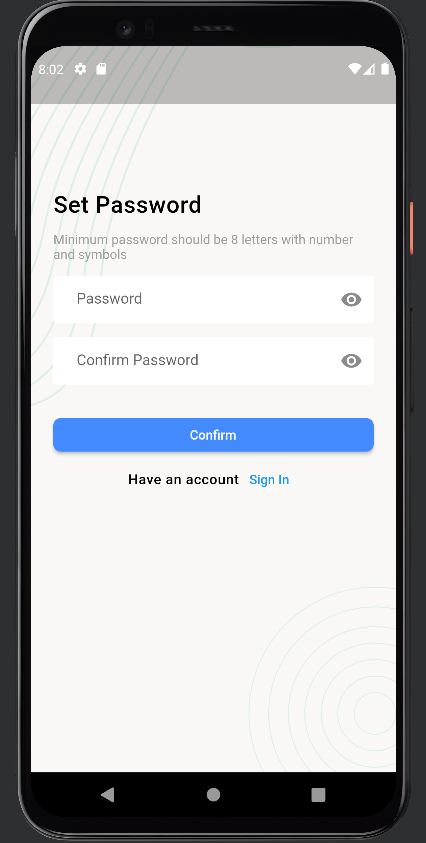 8:02
Set Password
Minimum password should be 8 letters with number
and symbols
Password
Confirm Password
Confirm
Have an account Sign In